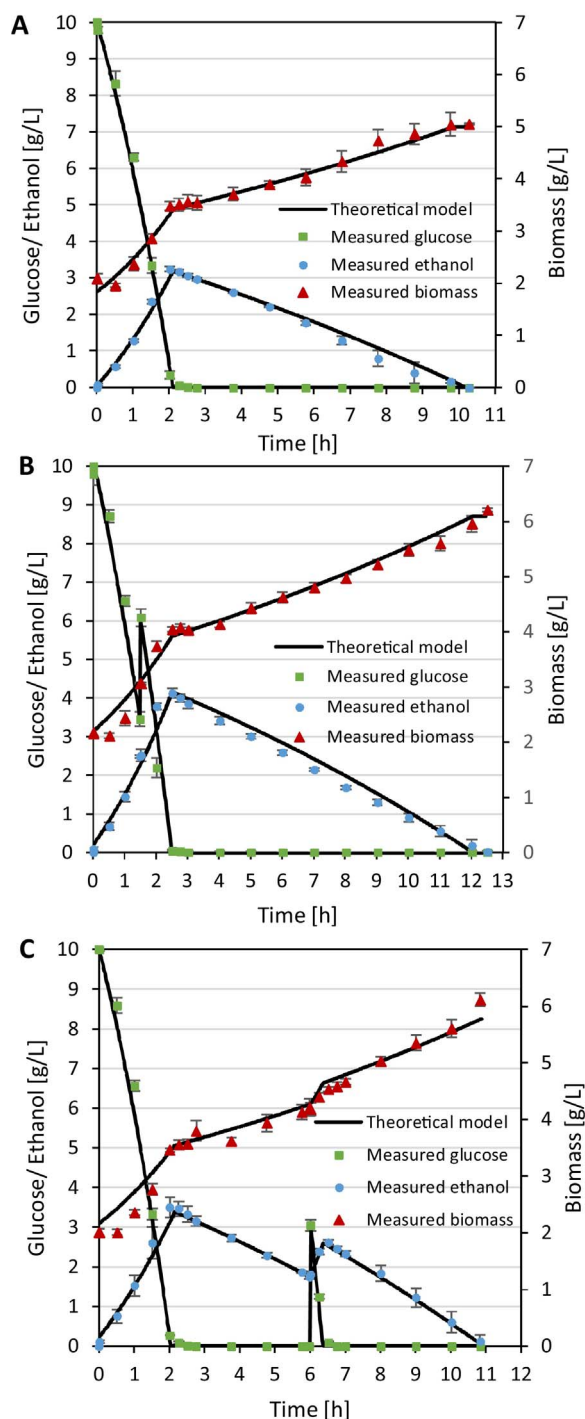 A
10
9
8
7
6
5
4
3
2
1
0
Glucose/ Ethanol [g/L]
7
6
5
4
3
2
1
0
Biomass [g/L]
Theoretical model
Measured glucose
Measured ethanol
Measured biomass
0 1 2 3 4 5 6 7 8 9 10 11
Time [h]
B
10
9
8
7
6
5
4
3
2
1
0
Glucose/ Ethanol [g/L]
7
6
5
4
3
2
1
0
Biomass [g/L]
Theoretical model
Measured glucose
Measured ethanol
Measured biomass
0 1 2 3 4 5 6 7 8 9 10 11 12 13
Time [h]
C
10
9
8
7
6
5
4
3
2
1
0
Glucose/ Ethanol [g/L]
7
6
5
4
3
2
1
0
Biomass [g/L]
Theoretical model
Measured glucose
Measured ethanol
Measured biomass
0 1 2 3 4 5 6 7 8 9 10 11 12
Time [h]